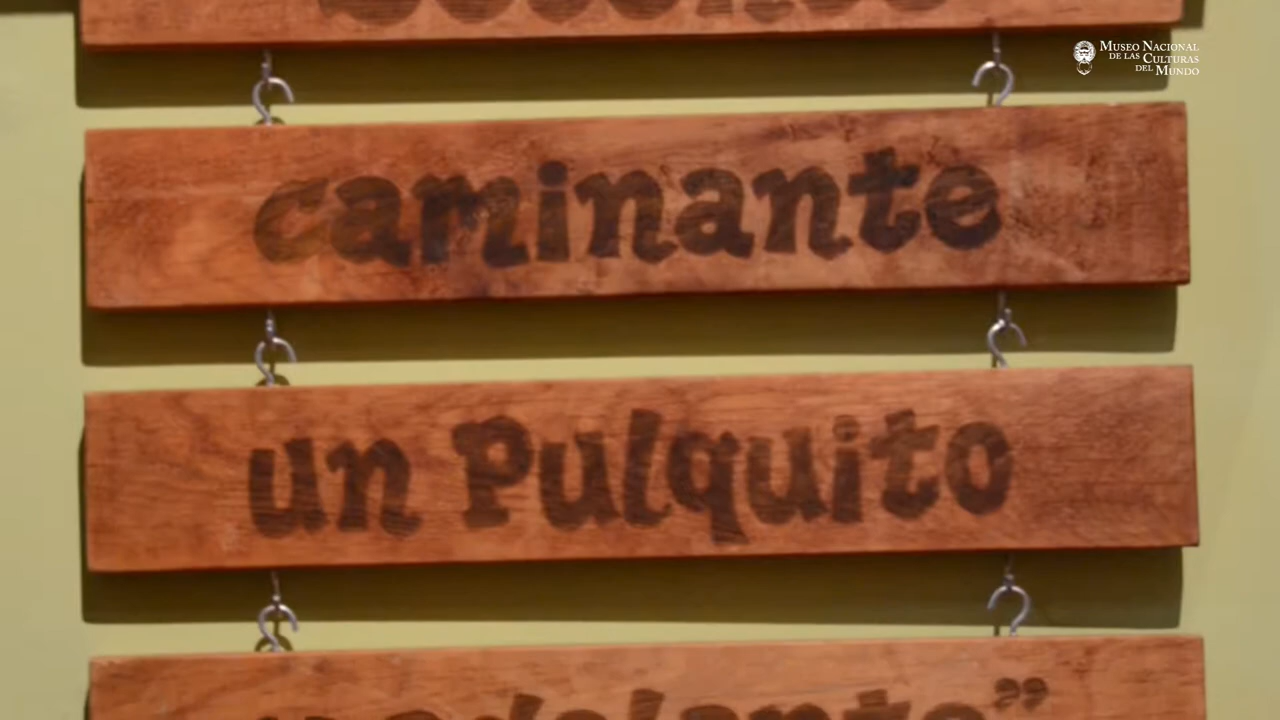 MUSEO NACIONAL
DE LAS CULTURAS
DEL MUNDO
caminante
un Pulquito